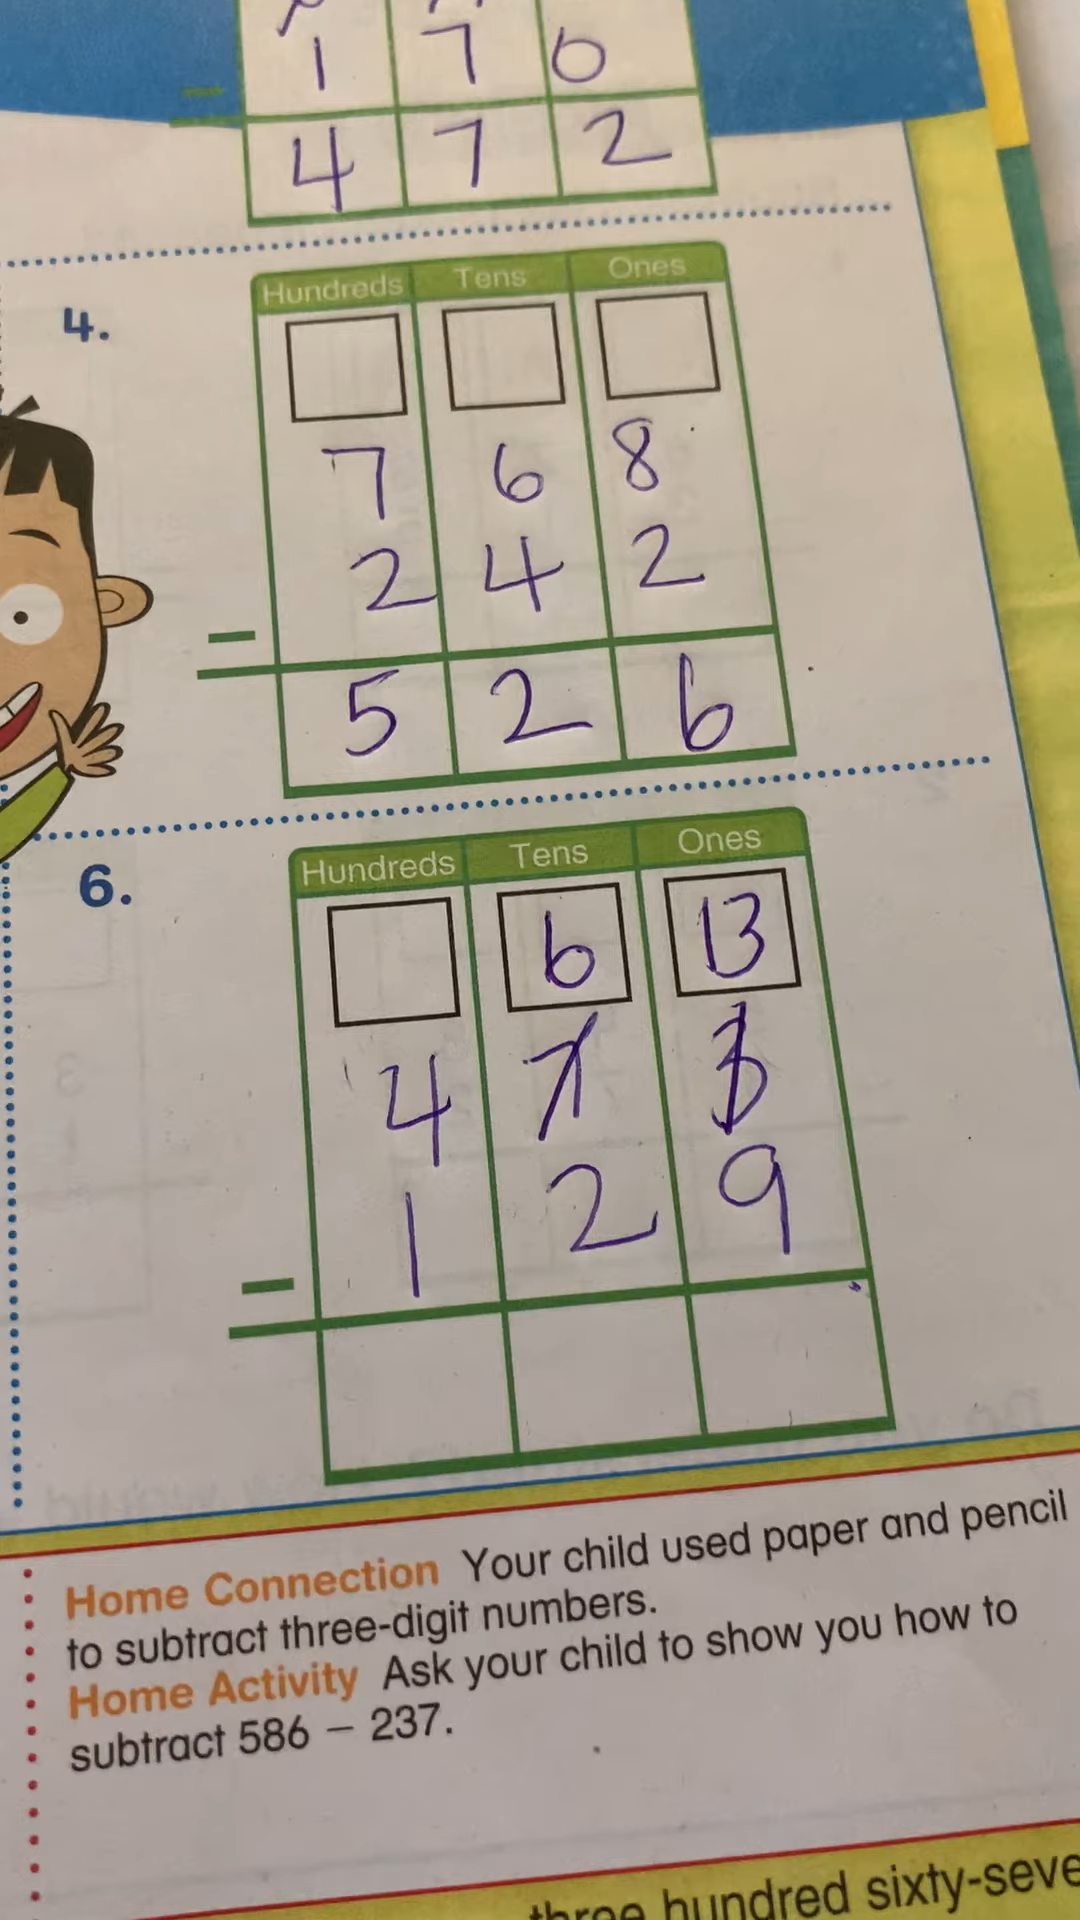 1 7 0
−
4 7 2
4.
Hundreds Tens Ones
7 6 8
2 4 2
−
5 2 6
6.
Hundreds Tens Ones
6 13
4 7 3
1 2 9
−
Home Connection Your child used paper and pencil
to subtract three-digit numbers.
Home Activity Ask your child to show you how to
subtract 586 − 237.
three hundred sixty-seve